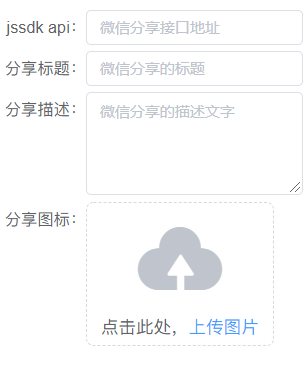 jssdk api： 微信分享接口地址
分享标题： 微信分享的标题
分享描述： 微信分享的描述文字
分享图标：
点击此处，上传图片